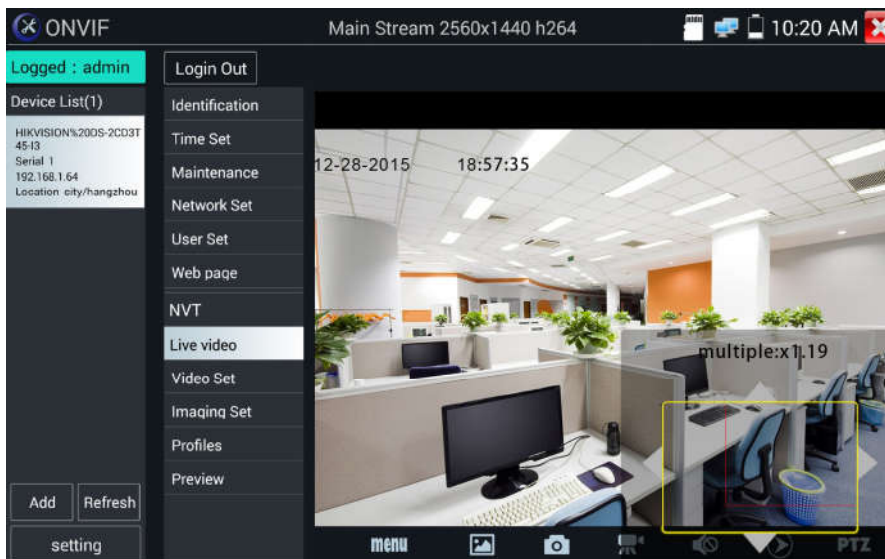 ONVIF
Main Stream 2560x1440 h264
10:20 AM
Logged : admin
Login Out
Device List(1)
HIKVISION%20DS-2CD3T
45-I3
Serial 1
192.168.1.64
Location city/hangzhou
Identification
Time Set
Maintenance
Network Set
User Set
Web page
NVT
Live video
Video Set
Imaging Set
Profiles
Preview
12-28-2015 18:57:35
multiple:x1.19
Add
Refresh
setting
menu
PTZ